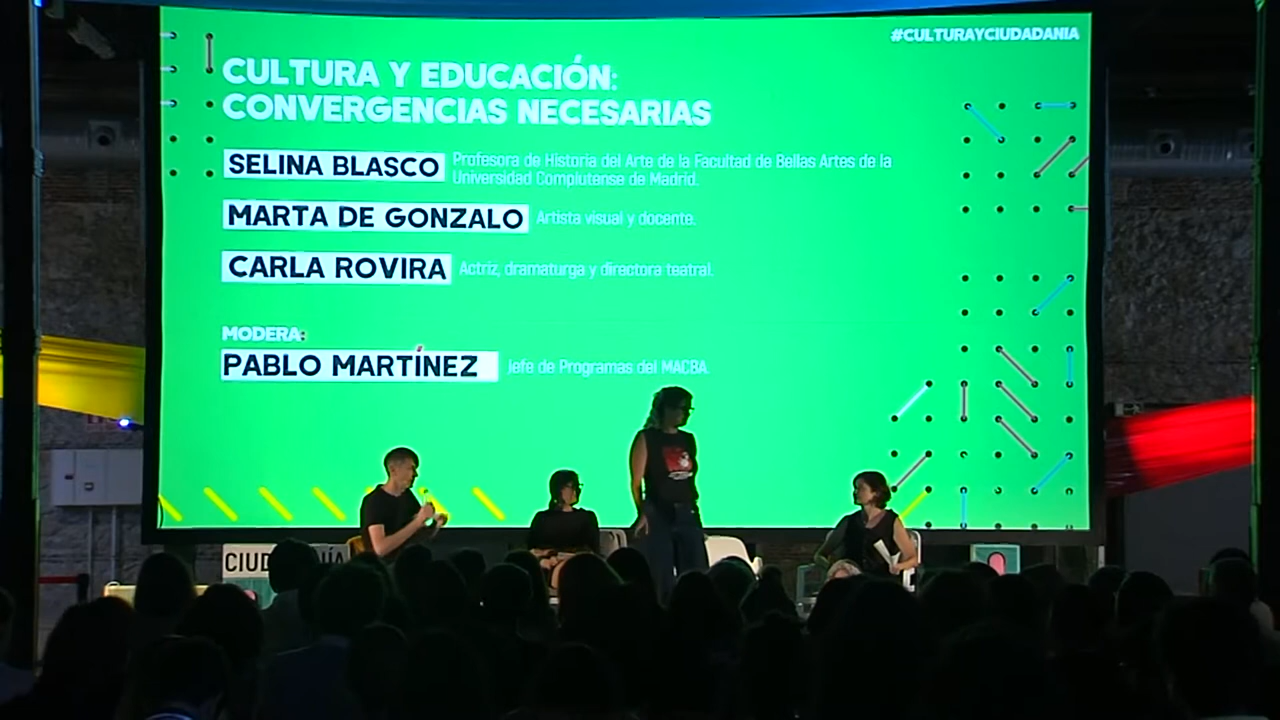 #CULTURAYCIUDADANIA
CULTURA Y EDUCACIÓN:
CONVERGENCIAS NECESARIAS
SELINA BLASCO Profesora de Historia del Arte de la Facultad de Bellas Artes de la
Universidad Complutense de Madrid.
MARTA DE GONZALO Artista visual y docente.
CARLA ROVIRA Actriz, dramaturga y directora teatral.
MODERA:
PABLO MARTÍNEZ Jefe de Programas del MACBA.